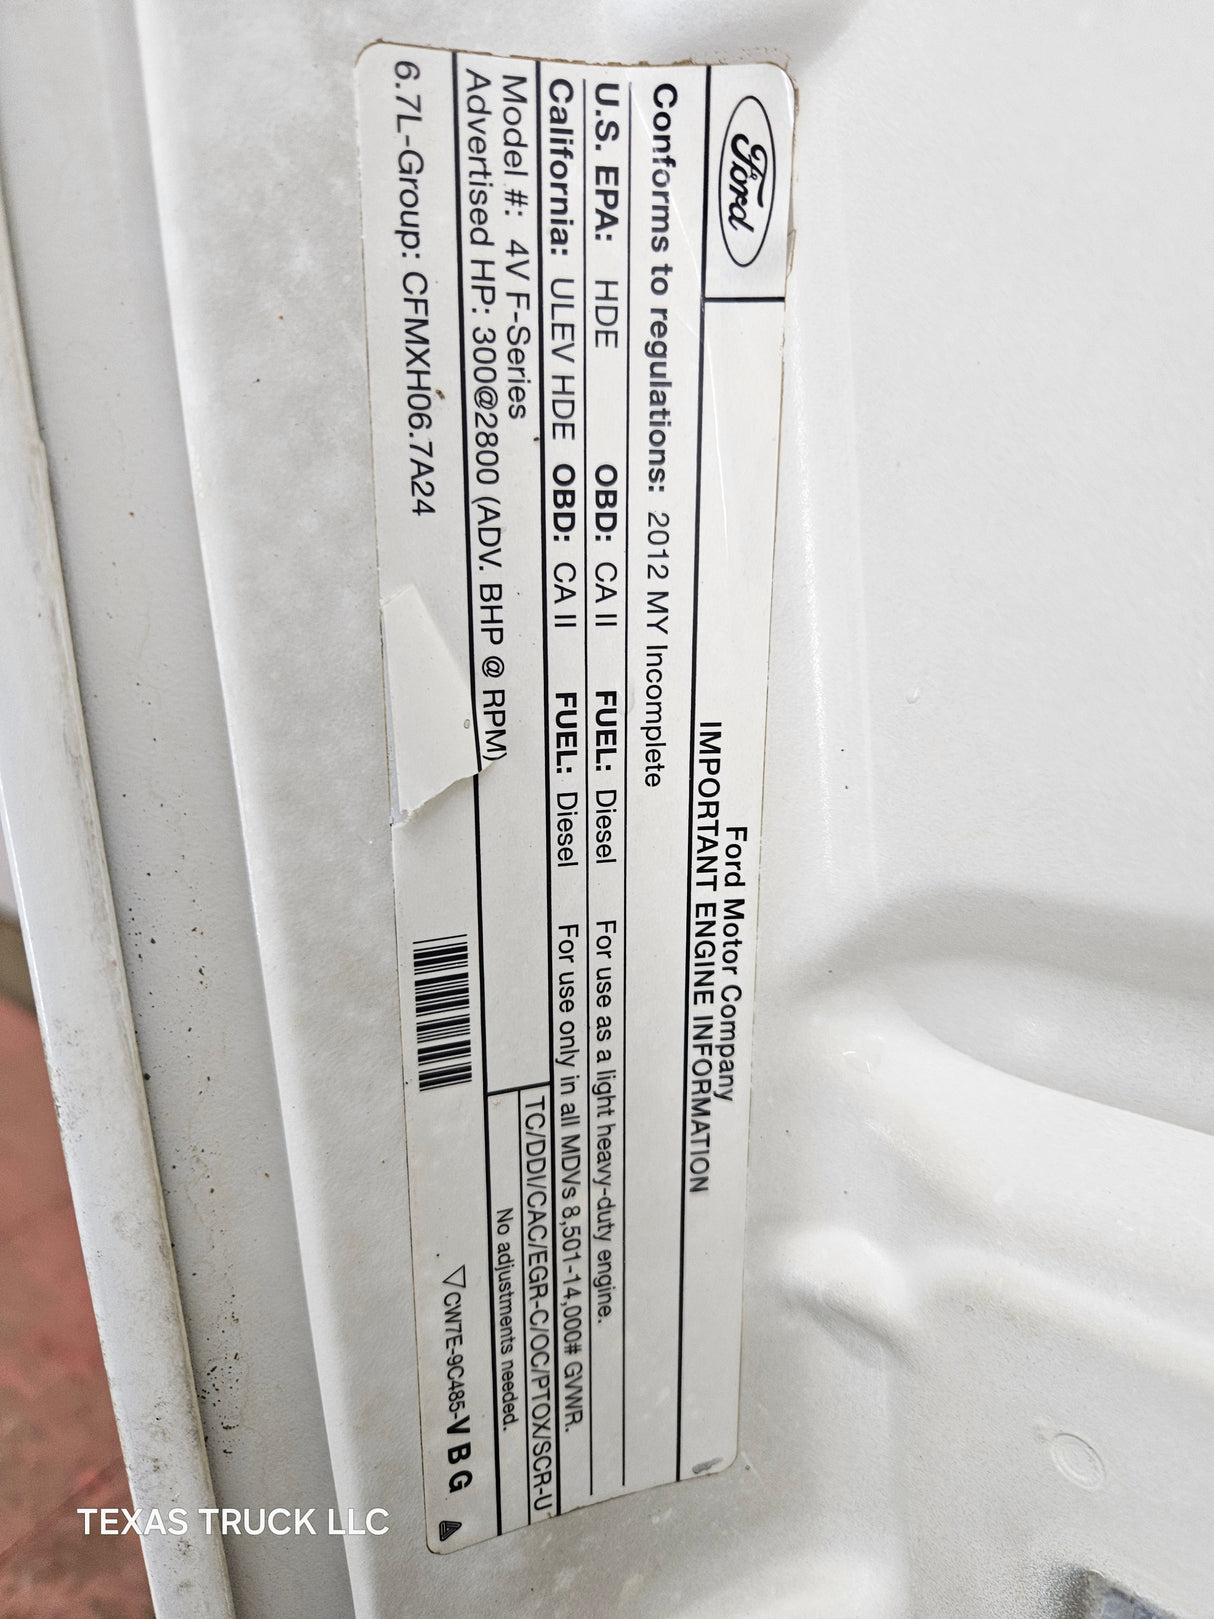 Ford
Ford Motor Company
IMPORTANT ENGINE INFORMATION
Conforms to regulations: 2012 MY Incomplete
U.S. EPA: HDE OBD: CA II FUEL: Diesel For use as a light heavy-duty engine.
California: ULEV HDE OBD: CA II FUEL: Diesel For use only in all MDVs 8,501-14,000# GVWR.
Model #: 4V F-Series
TC/DDI/CAC/EGR-C/OC/PTOX/SCR-U
Advertised HP: 300@2800 (ADV. BHP @ RPM)
No adjustments needed.
6.7L-Group: CFMXH06.7A24
CW7E-9C485-VBG
TEXAS TRUCK LLC